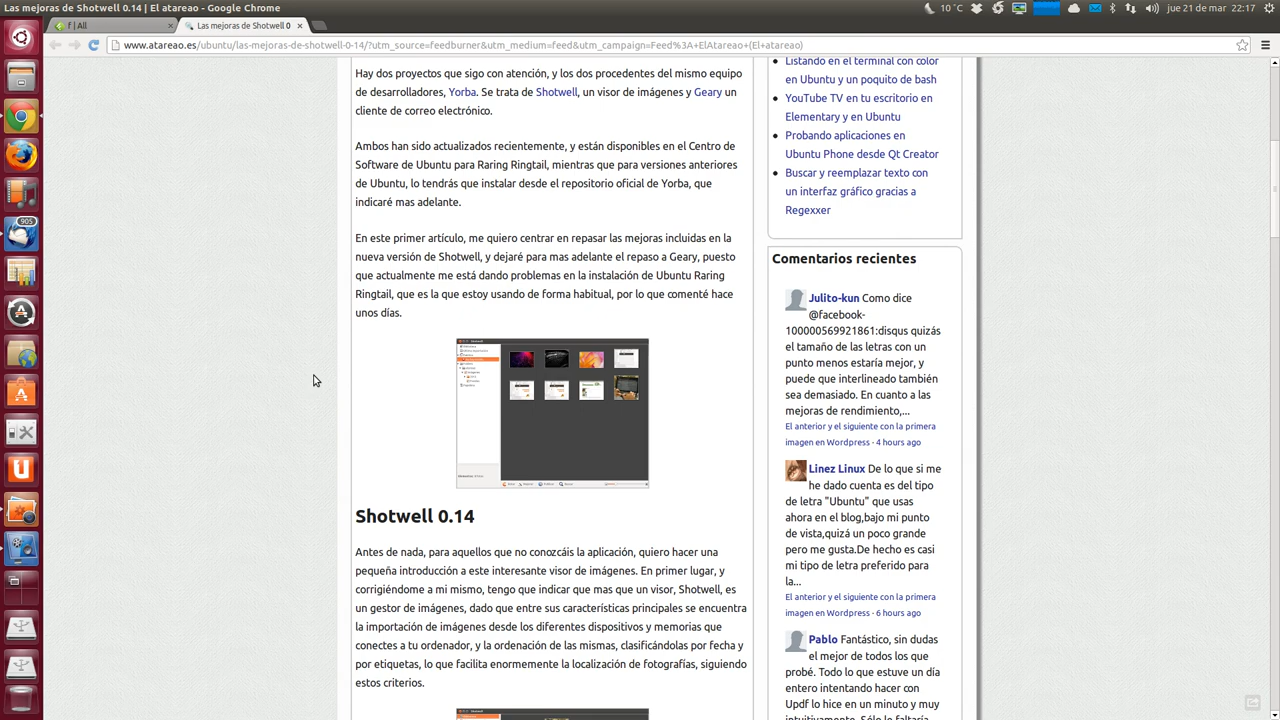 Las mejoras de Shotwell 0.14 | El atareao - Google Chrome
10 °C
jue 21 de mar, 22:17
f | All
Las mejoras de Shotwell 0
www.atareao.es/ubuntu/las-mejoras-de-shotwell-0-14/?utm_source=feedburner&utm_medium=feed&utm_campaign=Feed%3A+ElAtareao+(El+atareao)
905
Hay dos proyectos que sigo con atención, y los dos procedentes del mismo equipo
de desarrolladores, Yorba. Se trata de Shotwell, un visor de imágenes y Geary un
cliente de correo electrónico.
Ambos han sido actualizados recientemente, y están disponibles en el Centro de
Software de Ubuntu para Raring Ringtail, mientras que para versiones anteriores
de Ubuntu, lo tendrás que instalar desde el repositorio oficial de Yorba, que
indicaré mas adelante.
En este primer artículo, me quiero centrar en repasar las mejoras incluidas en la
nueva versión de Shotwell, y dejaré para mas adelante el repaso a Geary, puesto
que actualmente me está dando problemas en la instalación de Ubuntu Raring
Ringtail, que es la que estoy usando de forma habitual, por lo que comenté hace
unos días.
Shotwell 0.14
Antes de nada, para aquellos que no conozcáis la aplicación, quiero hacer una
pequeña introducción a este interesante visor de imágenes. En primer lugar, y
corrigiéndome a mi mismo, tengo que indicar que mas que un visor, Shotwell, es
un gestor de imágenes, dado que entre sus características principales se encuentra
la importación de imágenes desde los diferentes dispositivos y memorias que
conectes a tu ordenador, y la ordenación de las mismas, clasificándolas por fecha y
por etiquetas, lo que facilita enormemente la localización de fotografías, siguiendo
estos criterios.
Listando en el terminal con color
en Ubuntu y un poquito de bash
YouTube TV en tu escritorio en
Elementary y en Ubuntu
Probando aplicaciones en
Ubuntu Phone desde Qt Creator
Buscar y reemplazar texto con
un interfaz gráfico gracias a
Regexxer
Comentarios recientes
Julito-kun Como dice
@facebook-
100000569921861:disqus quizás
el tamaño de las letras con un
punto menos estaría mejor, y
puede que interlineado también
sea demasiado. En cuanto a las
mejoras de rendimiento,...
El anterior y el siguiente con la primera
imagen en Wordpress · 4 hours ago
Linez Linux De lo que si me
he dado cuenta es del tipo
de letra "Ubuntu" que usas
ahora en el blog,bajo mi punto
de vista,quizá un poco grande
pero me gusta.De hecho es casi
mi tipo de letra preferido para
la...
El anterior y el siguiente con la primera
imagen en Wordpress · 6 hours ago
Pablo Fantástico, sin dudas
el mejor de todos los que
probé. Todo lo que estuve un día
entero intentando hacer con
Updf lo hice en un minuto y muy